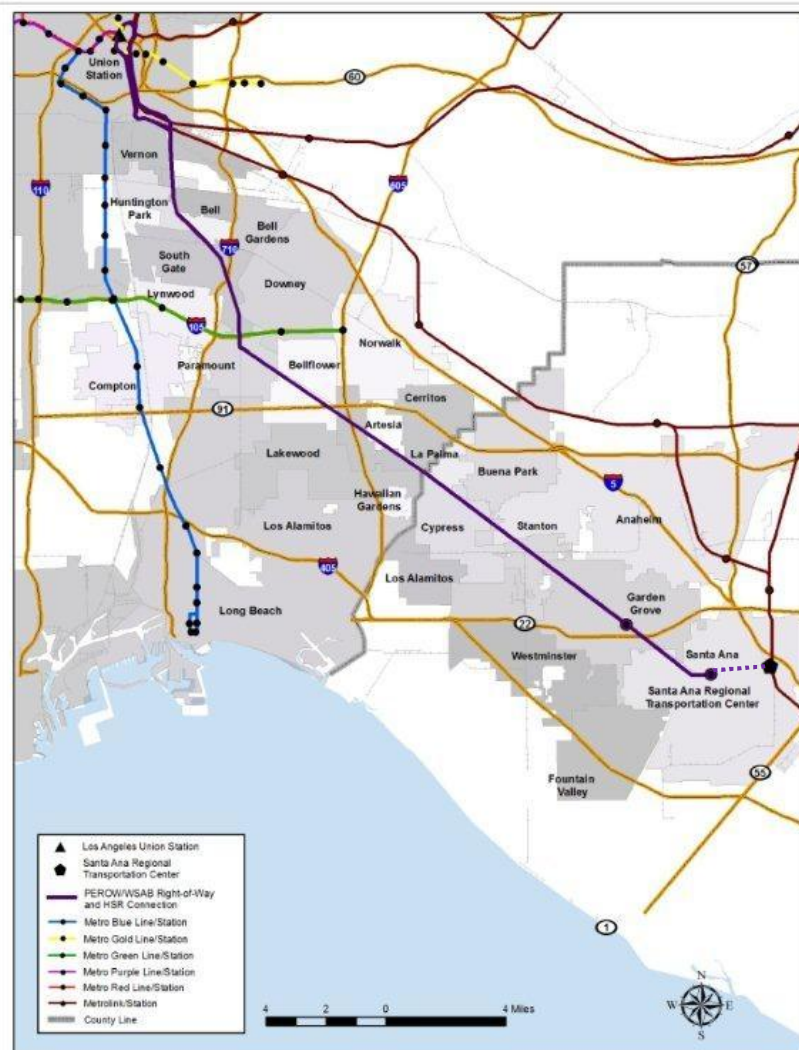 Union
Station
60
Vernon
110
Huntington
Park
Bell
605
Bell
Gardens
710
57
South
Gate
Downey
Lynwood
105
Norwalk
Paramount
Bellflower
Compton
Cerritos
91
Artesia
Lakewood
La Palma
Buena Park
5
Hawaiian
Gardens
Los Alamitos
Cypress
Stanton
Anaheim
405
Los Alamitos
Long Beach
Garden
Grove
22
Westminster
Santa Ana
Santa Ana Regional
Transportation Center
55
Fountain
Valley
Los Angeles Union Station
Santa Ana Regional
Transportation Center
PEROW/WSAB Right-of-Way
and HSR Connection
Metro Blue Line/Station
Metro Gold Line/Station
Metro Green Line/Station
Metro Purple Line/Station
Metro Red Line/Station
Metrolink/Station
County Line
1
4 2 0 4 Miles
N
W E
S